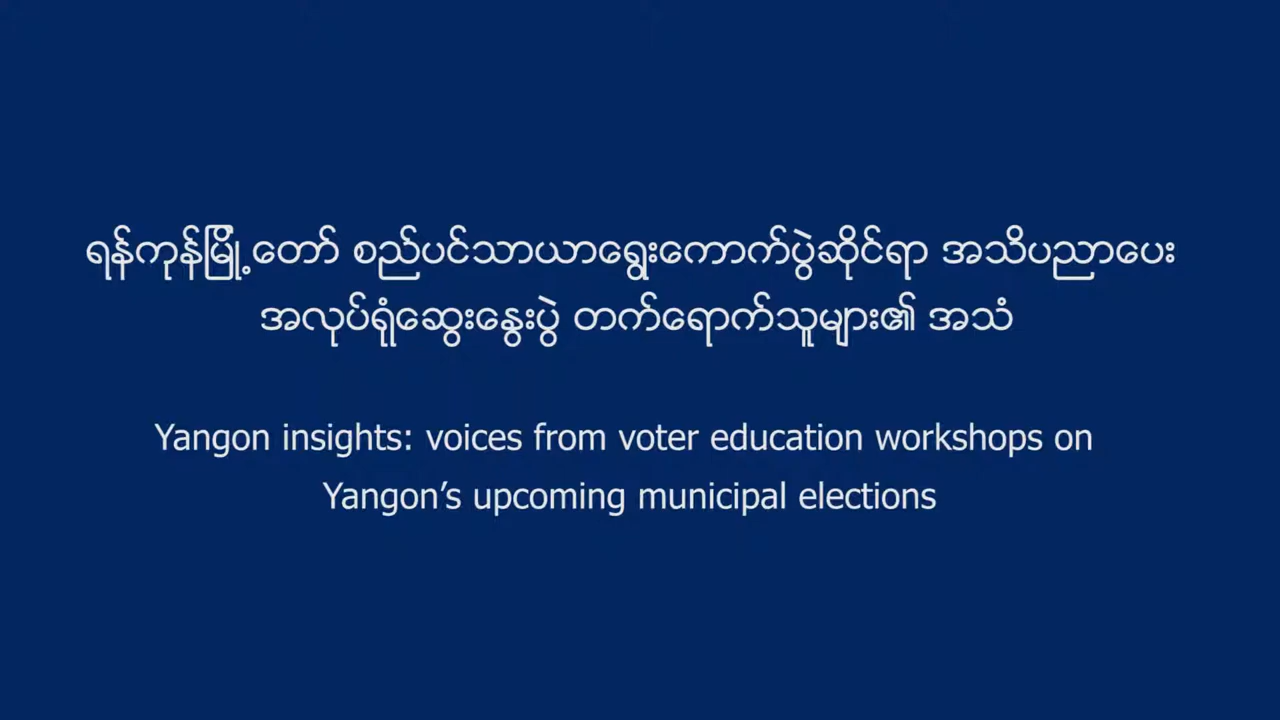 ရန်ကုန်မြို့တော် စည်ပင်သာယာရွေးကောက်ပွဲဆိုင်ရာ အသိပညာပေး
အလုပ်ရုံဆွေးနွေးပွဲ တက်ရောက်သူများ၏ အသံ
Yangon insights: voices from voter education workshops on
Yangon’s upcoming municipal elections